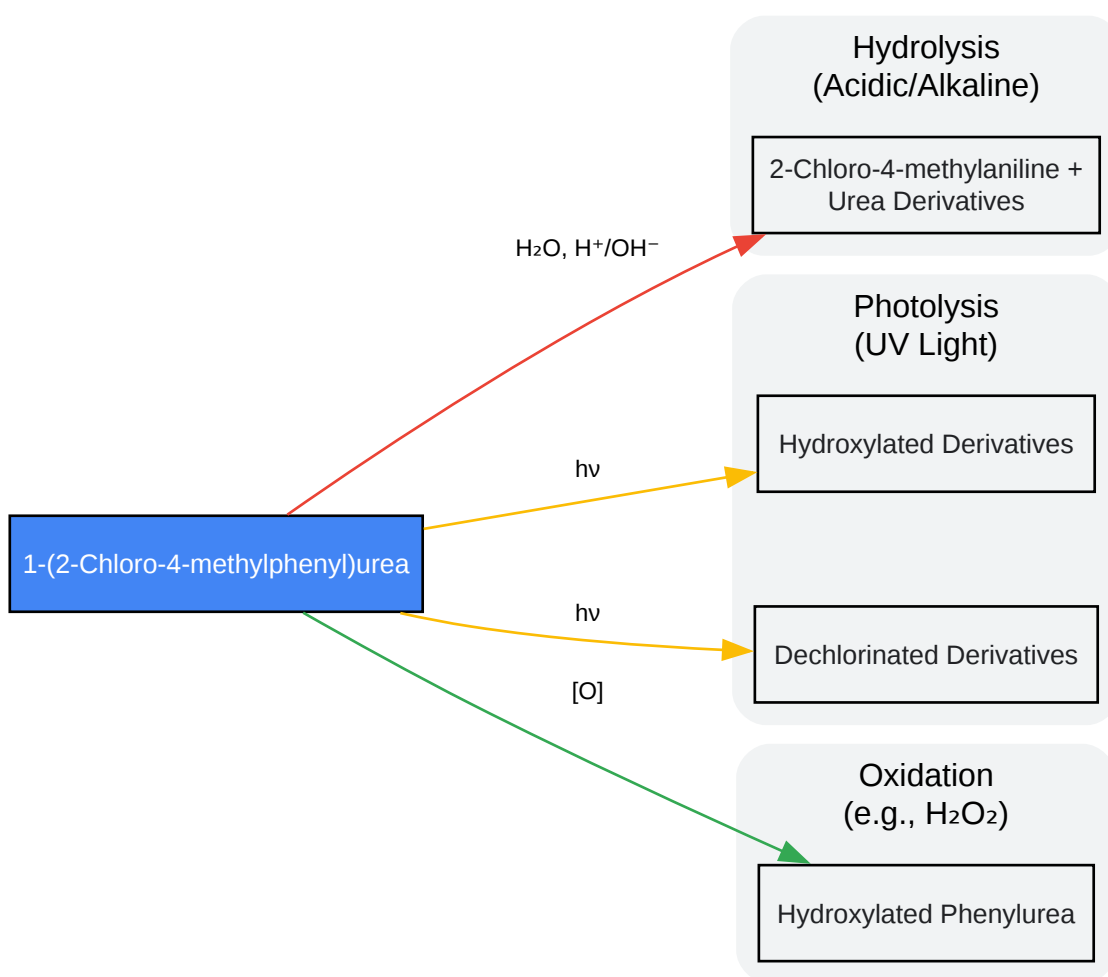 Hydrolysis
(Acidic/Alkaline)
2-Chloro-4-methylaniline +
Urea Derivatives
H₂O, H⁺/OH⁻
Photolysis
(UV Light)
Hydroxylated Derivatives
hν
1-(2-Chloro-4-methylphenyl)urea
hν
Dechlorinated Derivatives
[O]
Oxidation
(e.g., H₂O₂)
Hydroxylated Phenylurea